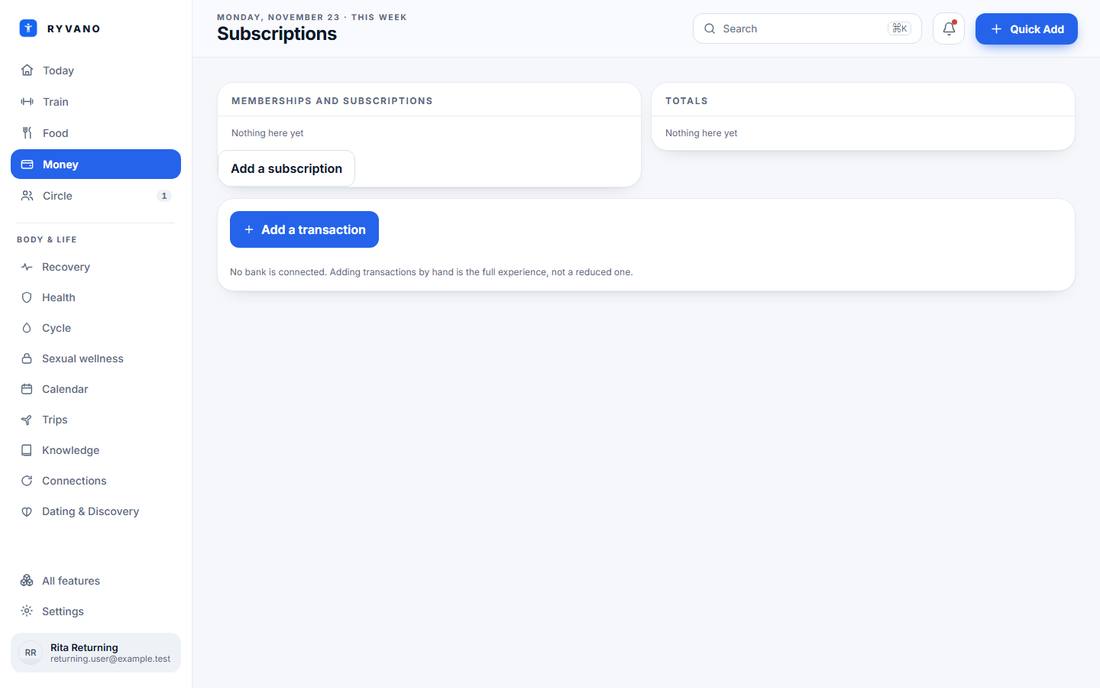 RYVANO
Today
Train
Food
Money
Circle
1
BODY & LIFE
Recovery
Health
Cycle
Sexual wellness
Calendar
Trips
Knowledge
Connections
Dating & Discovery
All features
Settings
RR
Rita Returning
returning.user@example.test
MONDAY, NOVEMBER 23 · THIS WEEK
Subscriptions
Search
⌘K
Quick Add
MEMBERSHIPS AND SUBSCRIPTIONS
Nothing here yet
Add a subscription
TOTALS
Nothing here yet
Add a transaction
No bank is connected. Adding transactions by hand is the full experience, not a reduced one.